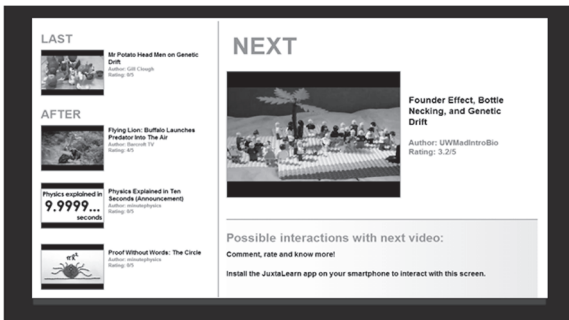 LAST
Mr Potato Head Men on Genetic
Drift
Author: Gill Clough
Rating: 0/5
AFTER
Flying Lion: Buffalo Launches
Predator Into The Air
Author: Barcroft TV
Rating: 4/5
Physics explained in
9.9999...
seconds
Physics Explained in Ten
Seconds (Announcement)
Author: minutephysics
Rating: 0/5
πR²
Proof Without Words: The Circle
Author: minutephysics
Rating: 0/5
NEXT
Founder Effect, Bottle
Necking, and Genetic
Drift
Author: UWMadIntroBio
Rating: 3.2/5
Possible interactions with next video:
Comment, rate and know more!
Install the JuxtaLearn app on your smartphone to interact with this screen.